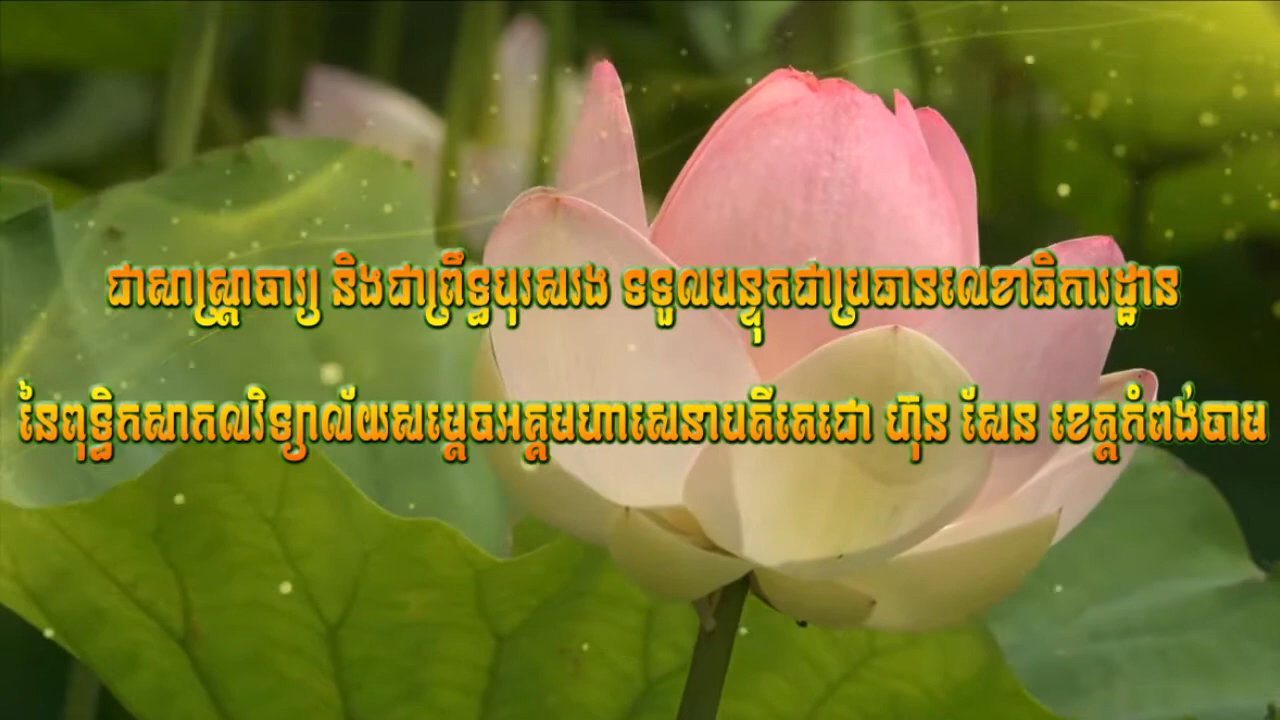 ជាសាស្ត្រាចារ្យ និងជាព្រឹទ្ធបុរសរង ទទួលបន្ទុកជាប្រធានលេខាធិការដ្ឋាន
នៃពុទ្ធិកសាកលវិទ្យាល័យសម្តេចអគ្គមហាសេនាបតីតេជោ ហ៊ុន សែន ខេត្តកំពង់ចាម